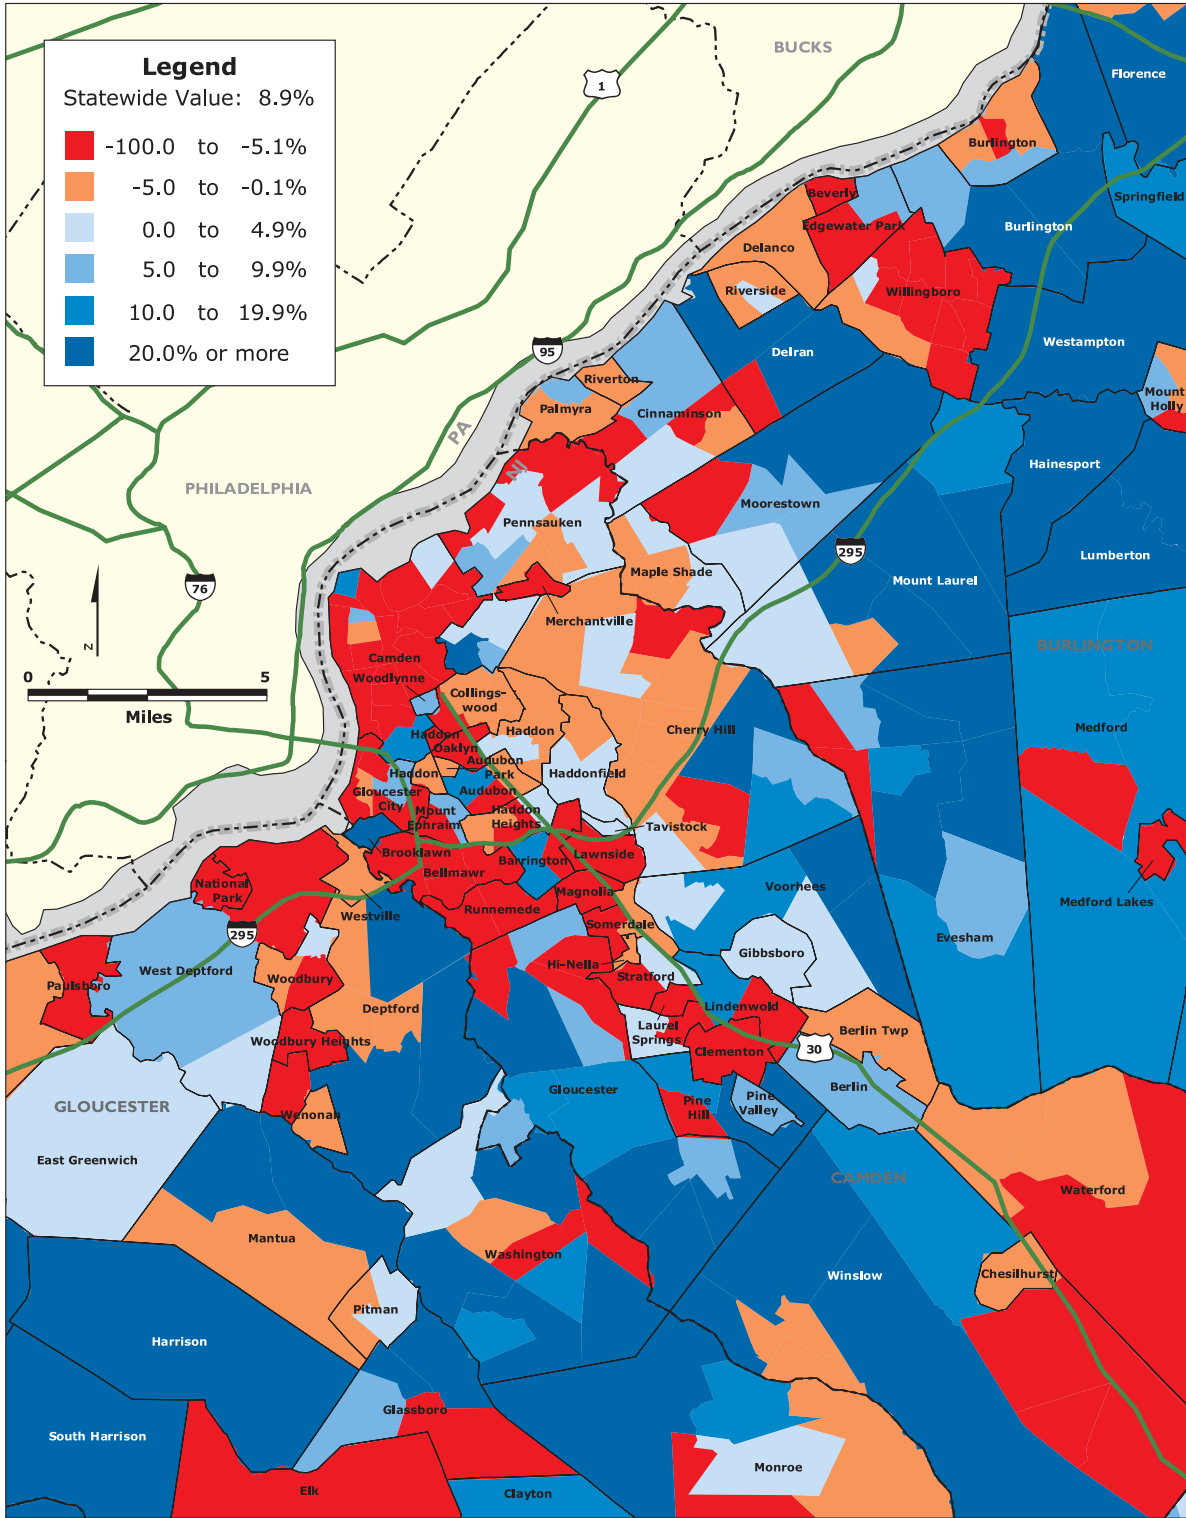 Legend
Statewide Value: 8.9%
-100.0 to -5.1%
-5.0 to -0.1%
0.0 to 4.9%
5.0 to 9.9%
10.0 to 19.9%
20.0% or more
BUCKS
1
Florence
Burlington
Springfield
Beverly
Edgewater Park
Burlington
Delanco
Riverside
Willingboro
Westampton
Delran
95
Riverton
Palmyra
Cinnaminson
Mount
Holly
PA
NJ
Hainesport
PHILADELPHIA
Moorestown
Pennsauken
295
Lumberton
76
Maple Shade
Mount Laurel
N
Merchantville
BURLINGTON
Camden
0
5
Miles
Woodlynne
Collings-
wood
Medford
Haddon
Haddon
Oaklyn
Cherry Hill
Audubon
Park
Haddon
Haddonfield
Gloucester
City
Audubon
Mount
Ephraim
Haddon
Heights
Tavistock
Brooklawn
Bellmawr
Barrington
Lawnside
National
Park
Magnolia
Voorhees
Medford Lakes
Westville
Runnemede
Somerdale
295
Evesham
Gibbsboro
Hi-Nella
West Deptford
Woodbury
Stratford
Paulsboro
Deptford
Lindenwold
Laurel
Springs
Berlin Twp
Woodbury Heights
Clementon
30
Gloucester
Berlin
GLOUCESTER
Wenonah
Pine
Hill
Pine
Valley
East Greenwich
CAMDEN
Waterford
Mantua
Washington
Winslow
Chesilhurst
Pitman
Harrison
Glassboro
South Harrison
Monroe
Elk
Clayton